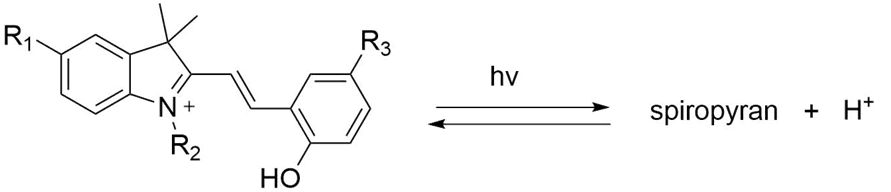 R1
R3
hv
N +
spiropyran + H+
R2
HO